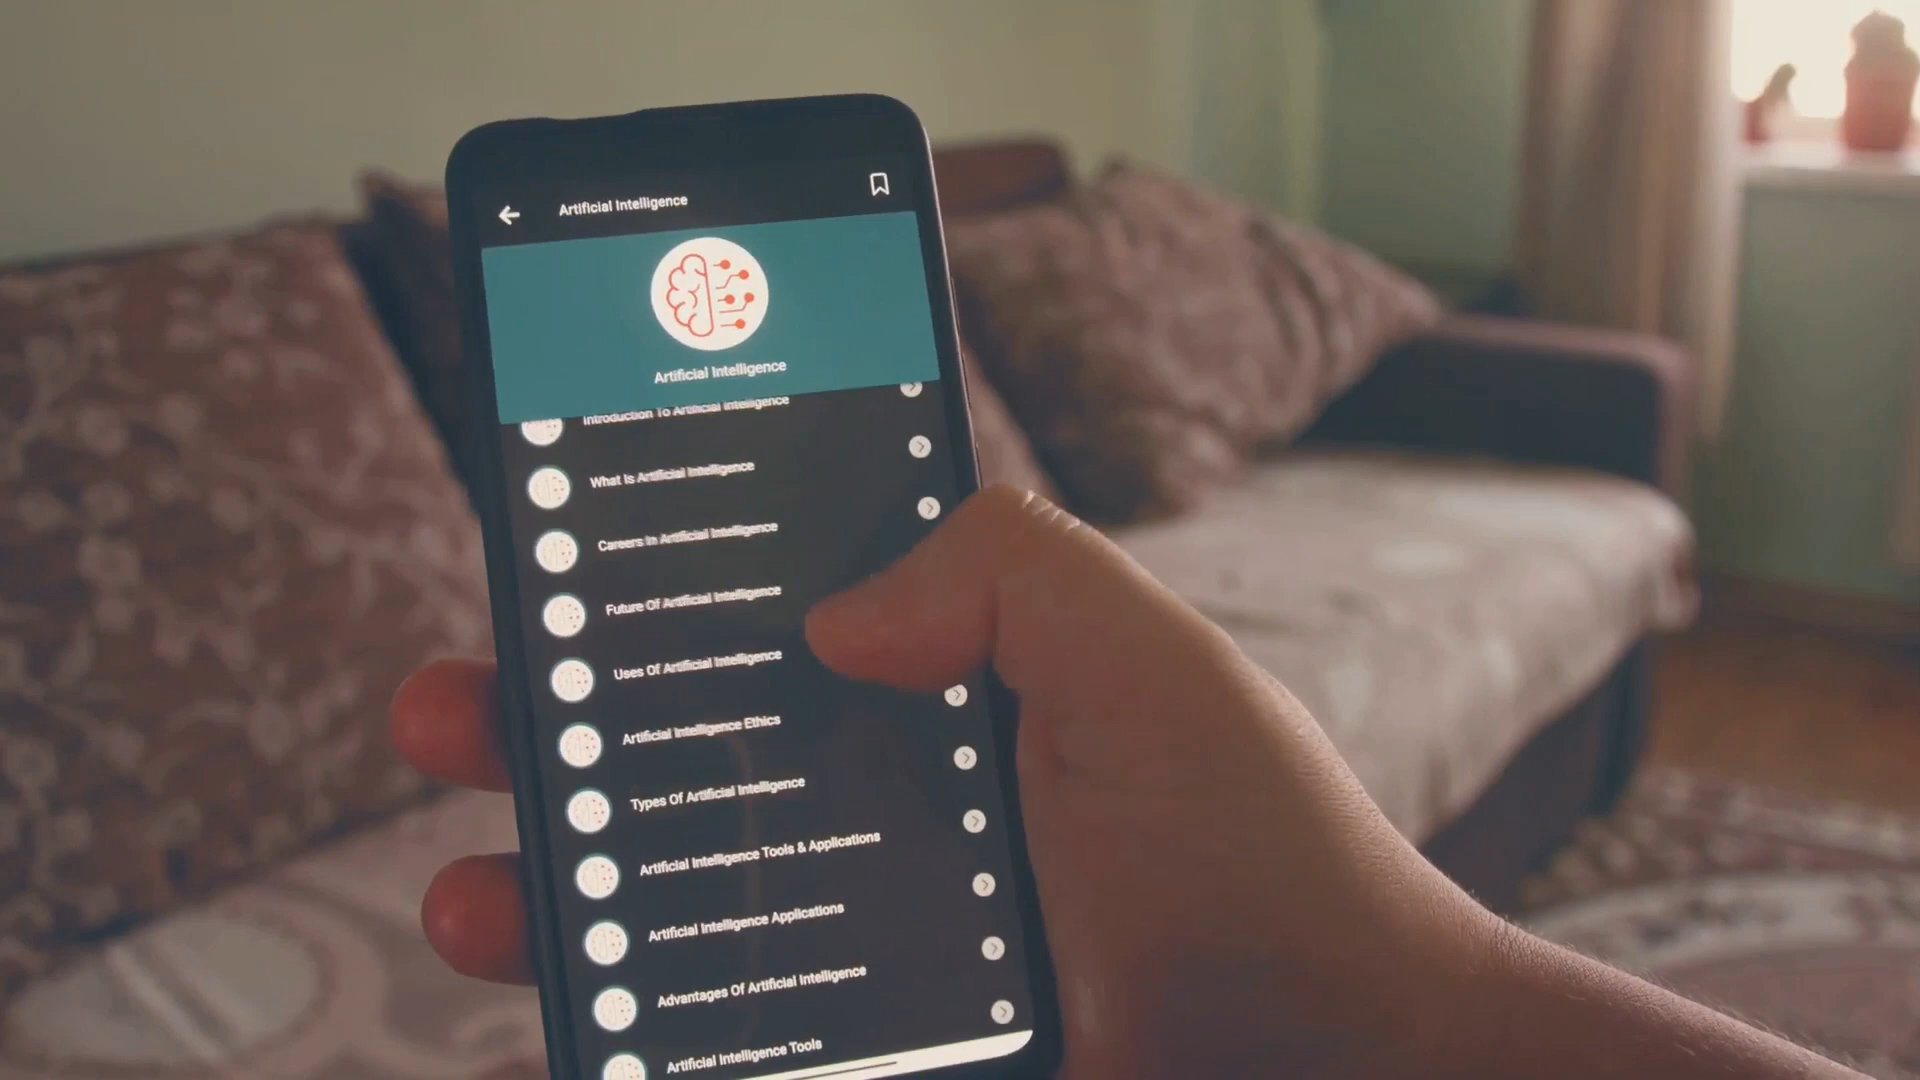 Artificial Intelligence
Artificial Intelligence
Introduction To Artificial Intelligence
What Is Artificial Intelligence
Careers In Artificial Intelligence
Future Of Artificial Intelligence
Uses Of Artificial Intelligence
Artificial Intelligence Ethics
Types Of Artificial Intelligence
Artificial Intelligence Tools & Applications
Artificial Intelligence Applications
Advantages Of Artificial Intelligence
Artificial Intelligence Tools